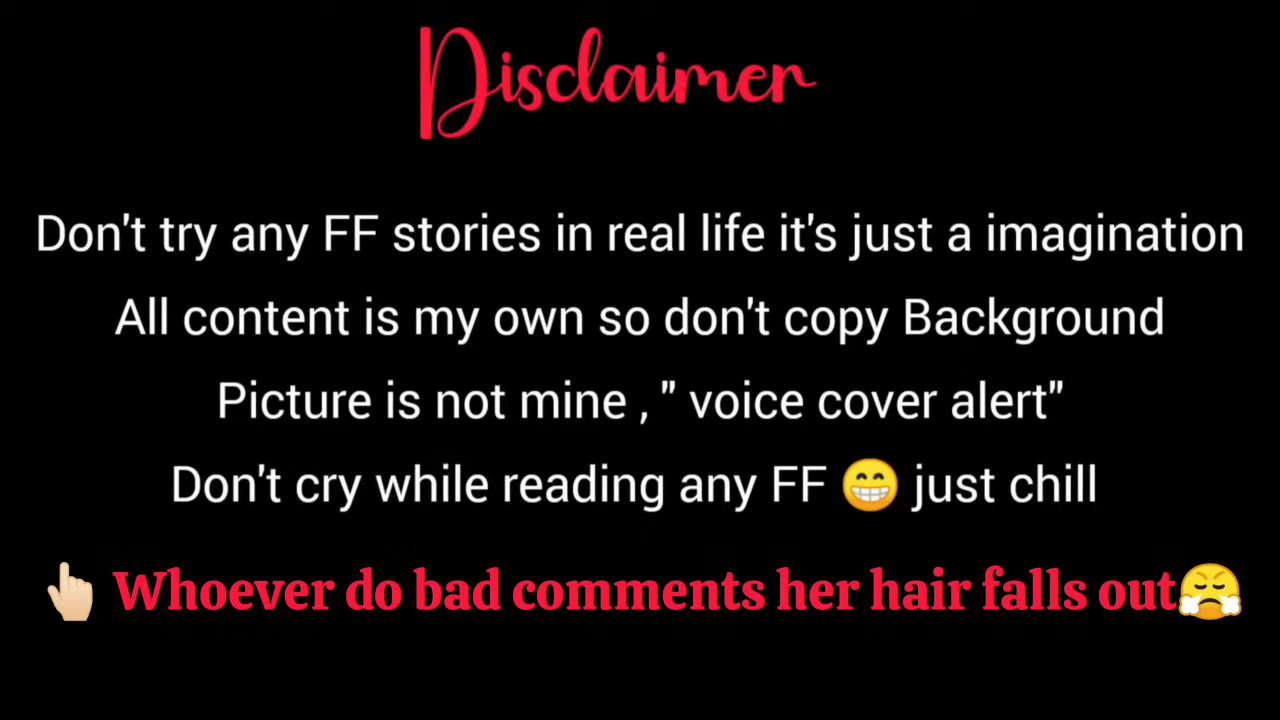 Disclaimer
Don't try any FF stories in real life it's just a imagination
All content is my own so don't copy Background
Picture is not mine , " voice cover alert"
Don't cry while reading any FF 😁 just chill
👆🏻 Whoever do bad comments her hair falls out😤